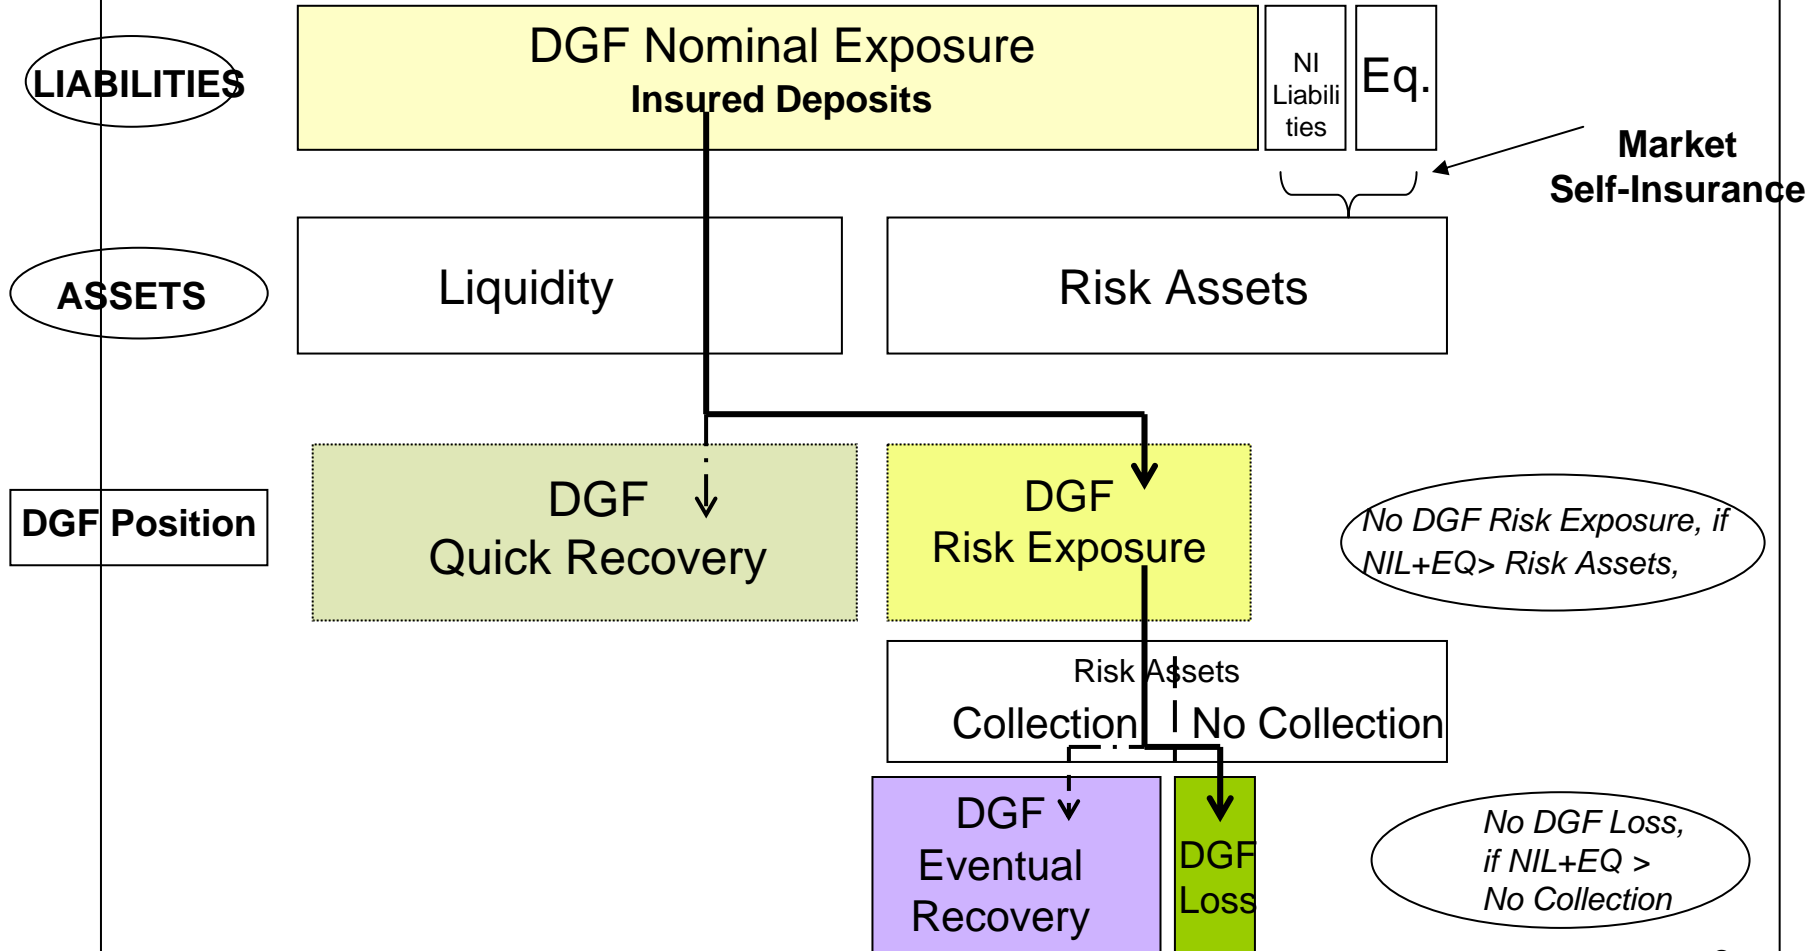 LIABILITIES
DGF Nominal Exposure
Insured Deposits
NI
Liabili
ties
Eq.
Market
Self-Insurance
ASSETS
Liquidity
Risk Assets
DGF Position
DGF
Quick Recovery
DGF
Risk Exposure
No DGF Risk Exposure, if
NIL+EQ> Risk Assets,
Risk Assets
Collection
No Collection
DGF
Eventual
Recovery
DGF
Loss
No DGF Loss,
if NIL+EQ >
No Collection